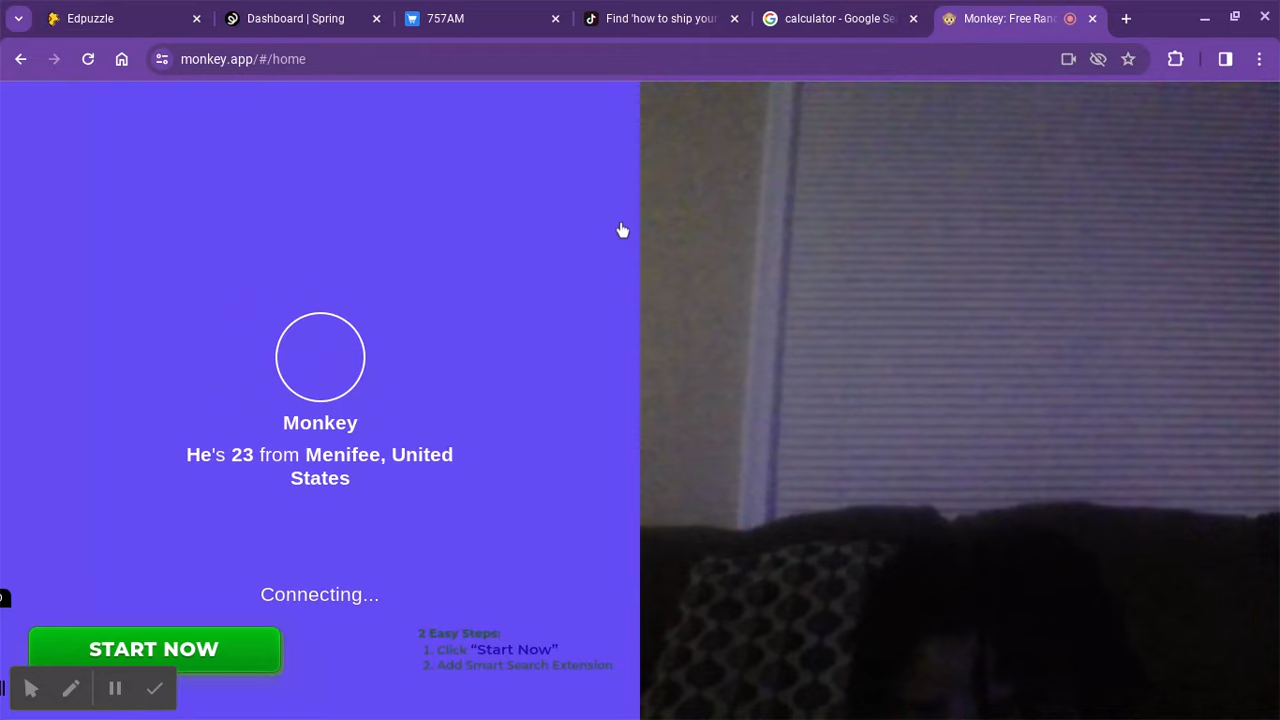 Edpuzzle
Dashboard | Spring
757AM
Find 'how to ship your
calculator - Google Se
Monkey: Free Ran
monkey.app/#/home
Monkey
He's 23 from Menifee, United
States
Connecting...
START NOW
2 Easy Steps:
1. Click "Start Now"
2. Add Smart Search Extension